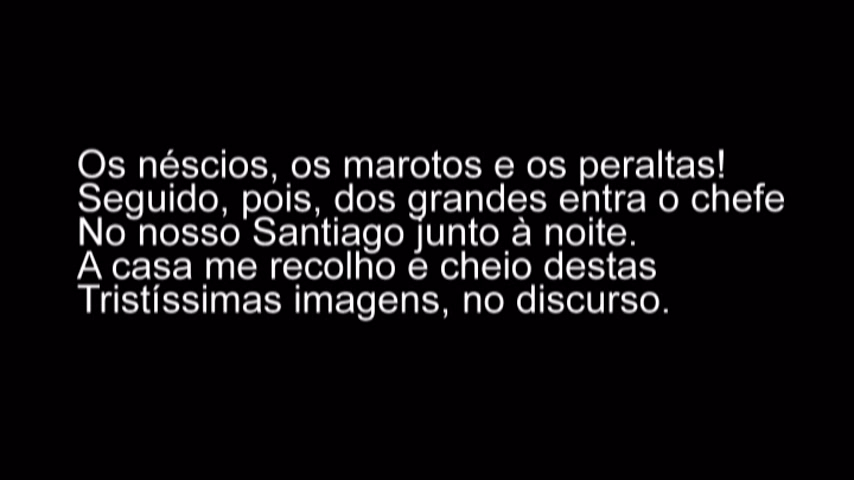 Os néscios, os marotos e os peraltas!
Seguido, pois, dos grandes entra o chefe
No nosso Santiago junto à noite.
A casa me recolho e cheio destas
Tristíssimas imagens, no discurso.